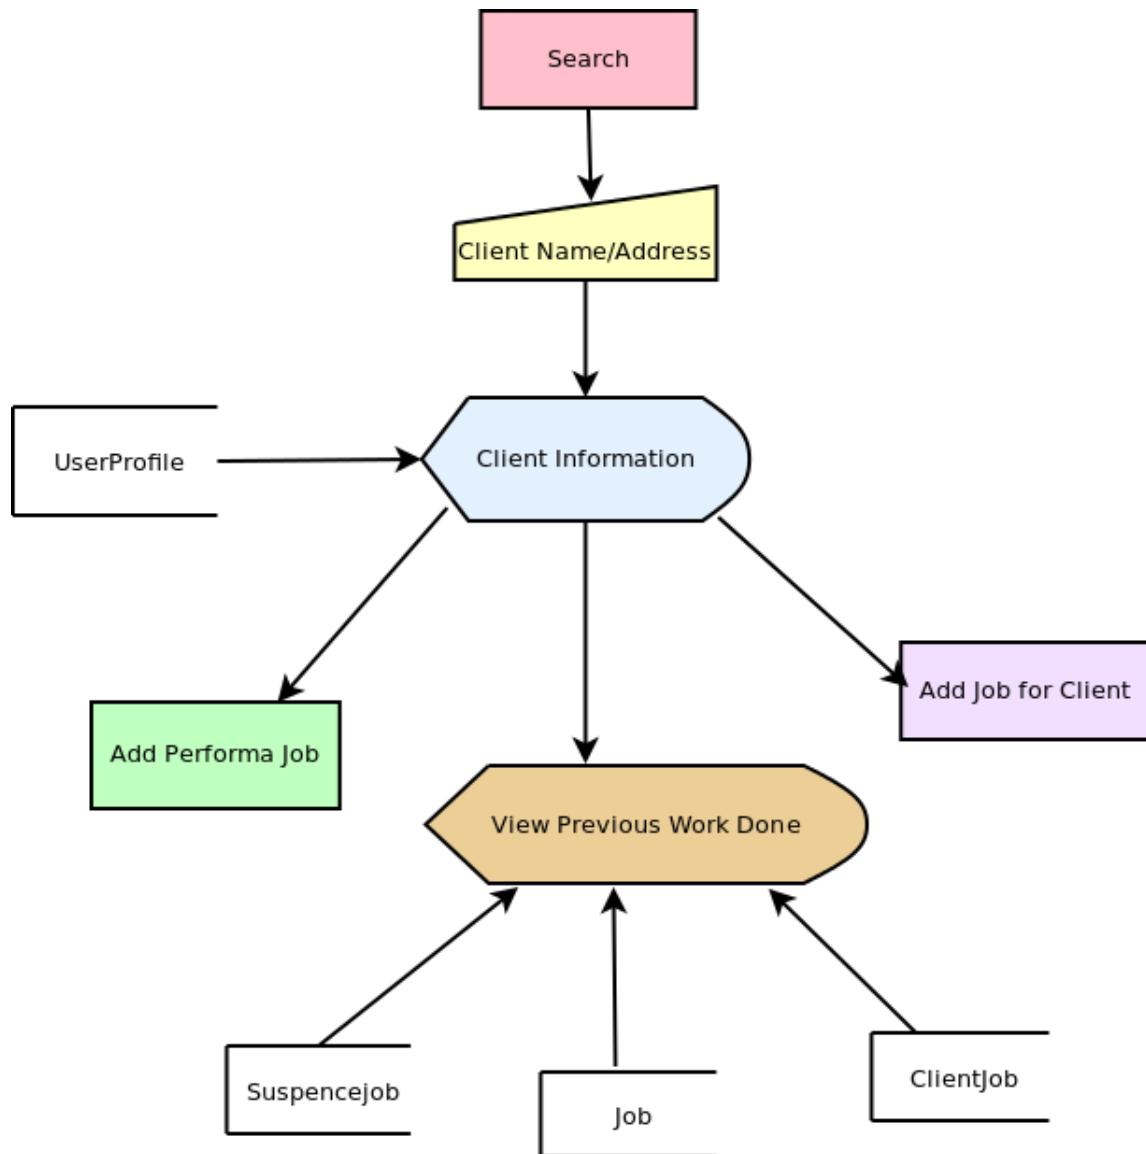 Search
Client Name/Address
UserProfile
Client Information
Add Job for Client
Add Performa Job
View Previous Work Done
SuspenceJob
Job
ClientJob